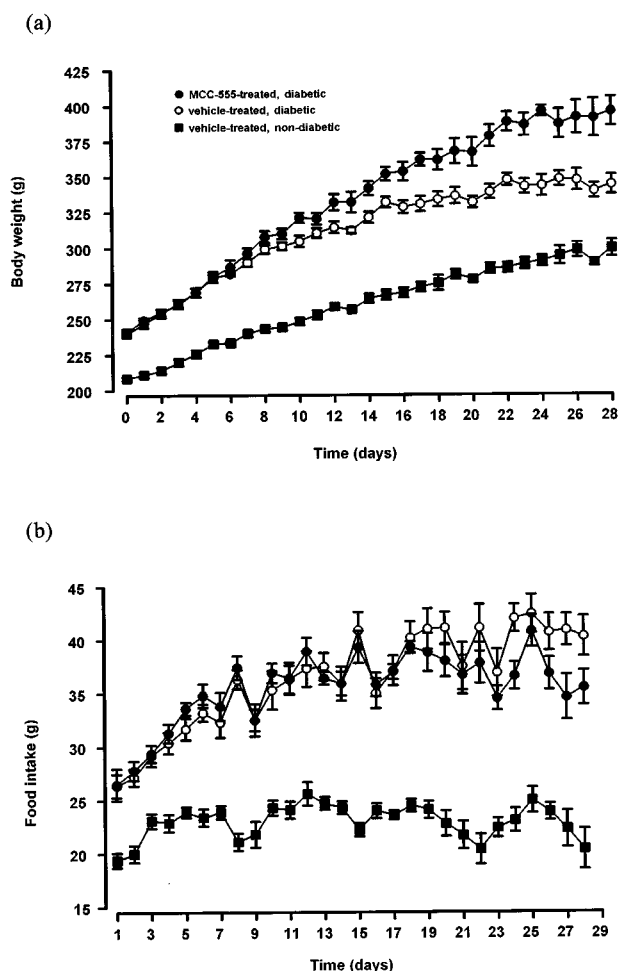 (a)
425
400
375
350
325
300
275
250
225
200
Body weight (g)
MCC-555-treated, diabetic
vehicle-treated, diabetic
vehicle-treated, non-diabetic
0 2 4 6 8 10 12 14 16 18 20 22 24 26 28
Time (days)
(b)
45
40
35
30
25
20
15
Food intake (g)
1 3 5 7 9 11 13 15 17 19 21 23 25 27 29
Time (days)